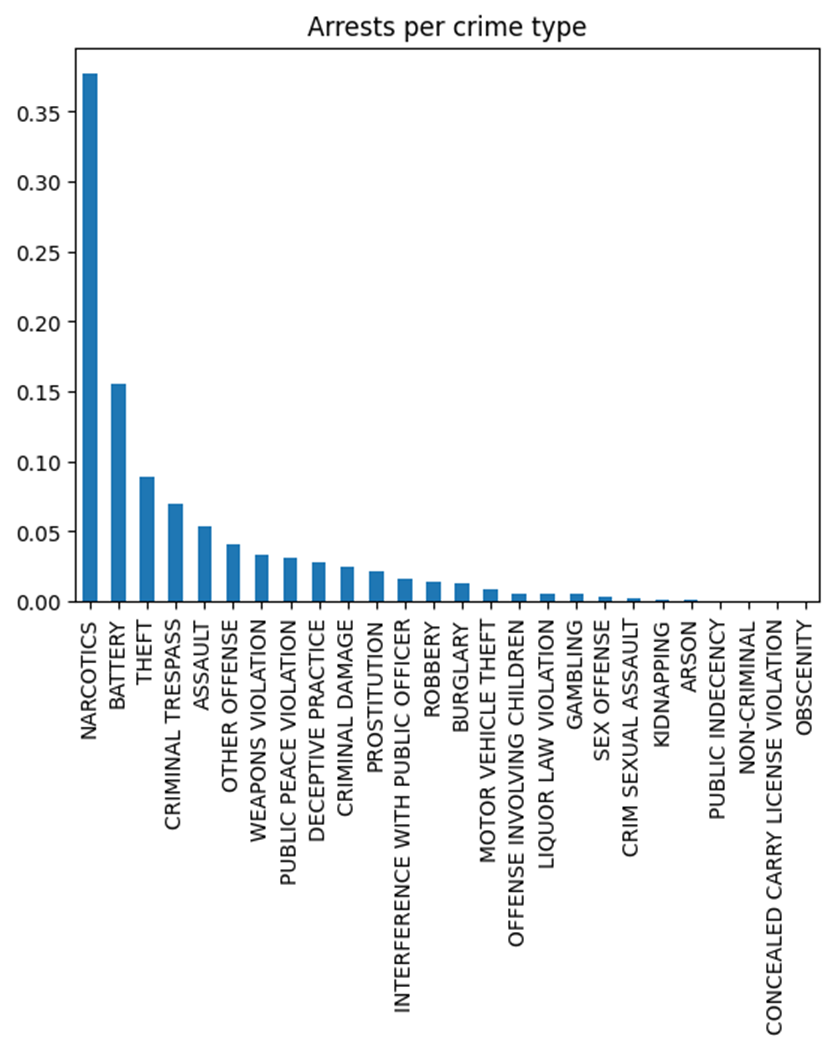 Arrests per crime type
0.35
0.30
0.25
0.20
0.15
0.10
0.05
0.00
NARCOTICS
BATTERY
THEFT
CRIMINAL TRESPASS
ASSAULT
OTHER OFFENSE
WEAPONS VIOLATION
PUBLIC PEACE VIOLATION
DECEPTIVE PRACTICE
CRIMINAL DAMAGE
PROSTITUTION
INTERFERENCE WITH PUBLIC OFFICER
ROBBERY
BURGLARY
MOTOR VEHICLE THEFT
OFFENSE INVOLVING CHILDREN
LIQUOR LAW VIOLATION
GAMBLING
SEX OFFENSE
CRIM SEXUAL ASSAULT
KIDNAPPING
ARSON
PUBLIC INDECENCY
NON-CRIMINAL
CONCEALED CARRY LICENSE VIOLATION
OBSCENITY